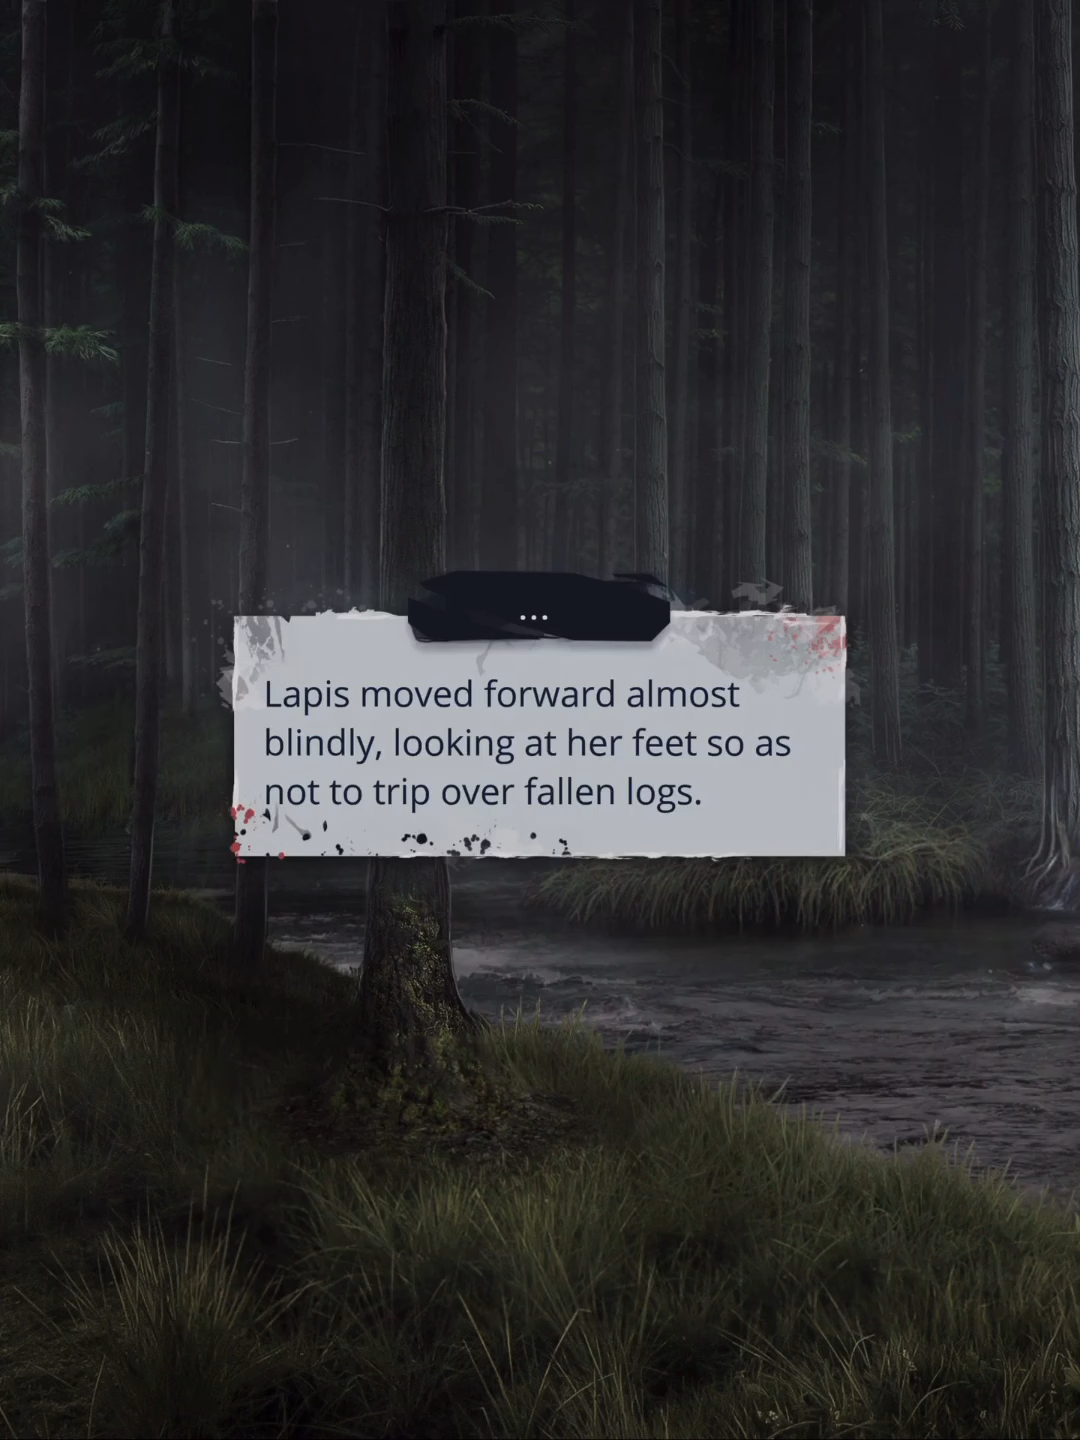 ...
Lapis moved forward almost
blindly, looking at her feet so as
not to trip over fallen logs.